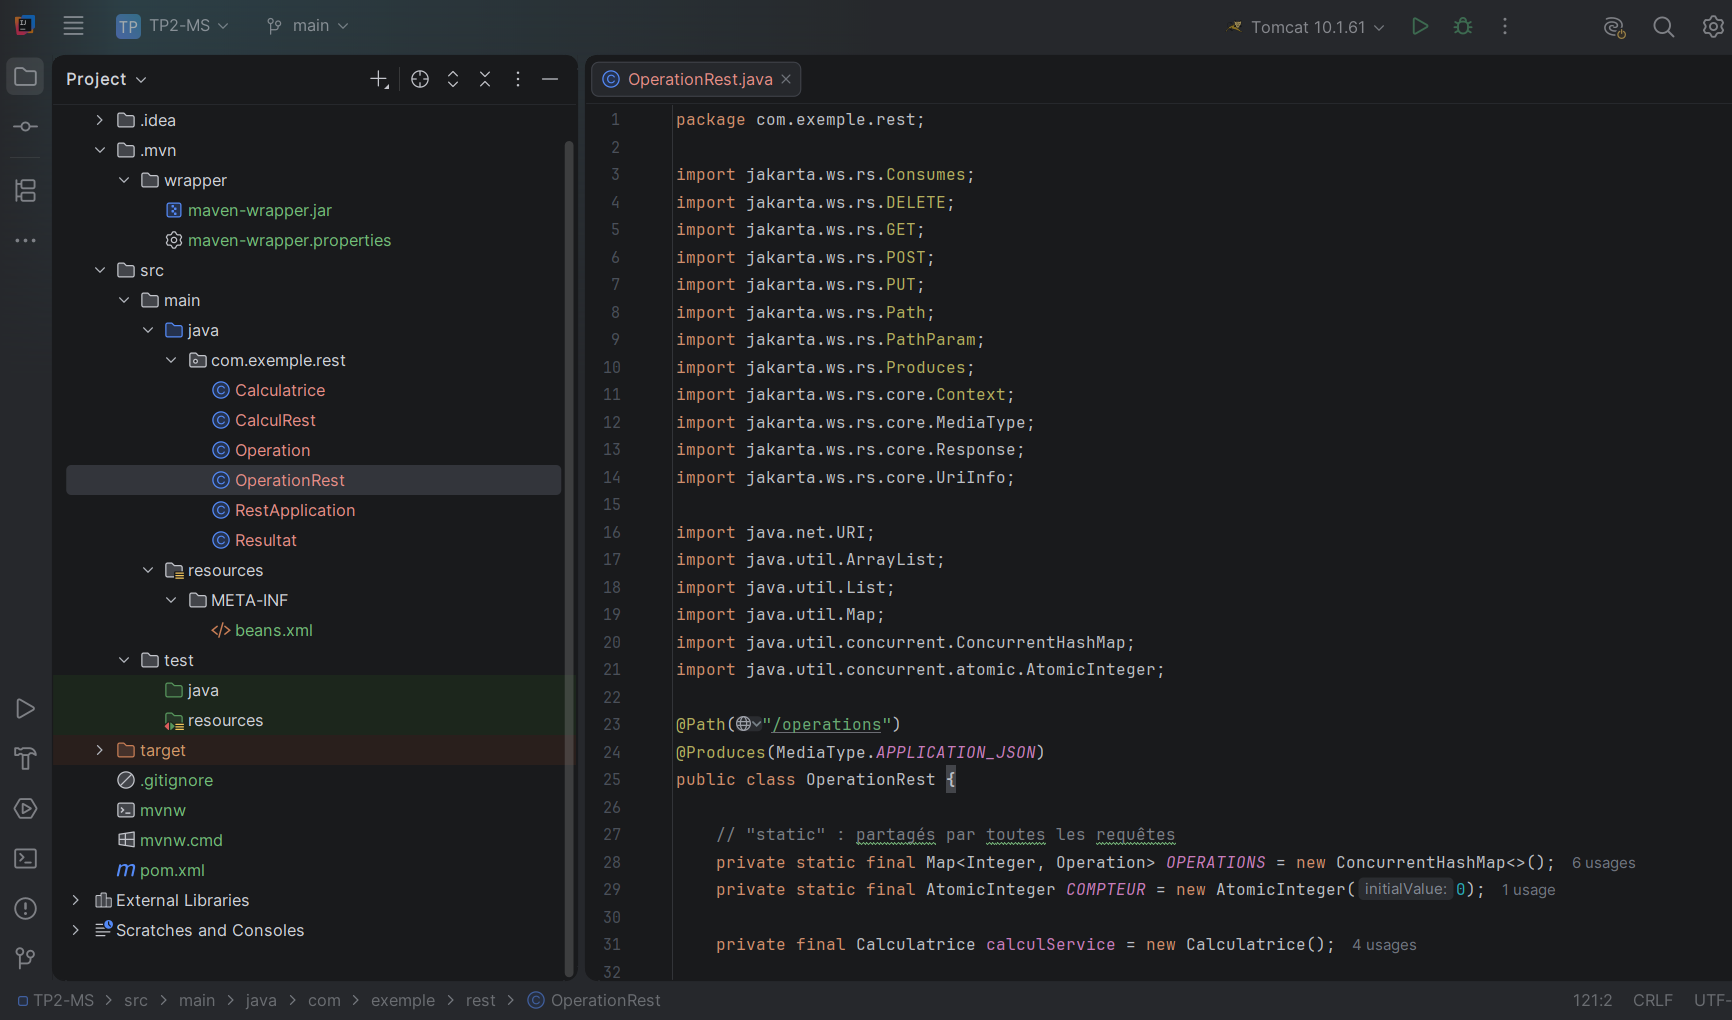 TP TP2-MS main Tomcat 10.1.61
Project
.idea
.mvn
wrapper
maven-wrapper.jar
maven-wrapper.properties
src
main
java
com.exemple.rest
Calculatrice
CalculRest
Operation
OperationRest
RestApplication
Resultat
resources
META-INF
beans.xml
test
java
resources
target
.gitignore
mvnw
mvnw.cmd
pom.xml
External Libraries
Scratches and Consoles
OperationRest.java
1 package com.exemple.rest;
2
3 import jakarta.ws.rs.Consumes;
4 import jakarta.ws.rs.DELETE;
5 import jakarta.ws.rs.GET;
6 import jakarta.ws.rs.POST;
7 import jakarta.ws.rs.PUT;
8 import jakarta.ws.rs.Path;
9 import jakarta.ws.rs.PathParam;
10 import jakarta.ws.rs.Produces;
11 import jakarta.ws.rs.core.Context;
12 import jakarta.ws.rs.core.MediaType;
13 import jakarta.ws.rs.core.Response;
14 import jakarta.ws.rs.core.UriInfo;
15
16 import java.net.URI;
17 import java.util.ArrayList;
18 import java.util.List;
19 import java.util.Map;
20 import java.util.concurrent.ConcurrentHashMap;
21 import java.util.concurrent.atomic.AtomicInteger;
22
23 @Path("/operations")
24 @Produces(MediaType.APPLICATION_JSON)
25 public class OperationRest {
26
27 // "static" : partagés par toutes les requêtes
28 private static final Map<Integer, Operation> OPERATIONS = new ConcurrentHashMap<>(); 6 usages
29 private static final AtomicInteger COMPTEUR = new AtomicInteger( initialValue: 0); 1 usage
30
31 private final Calculatrice calculService = new Calculatrice(); 4 usages
32
TP2-MS > src > main > java > com > exemple > rest > OperationRest 121:2 CRLF UTF-